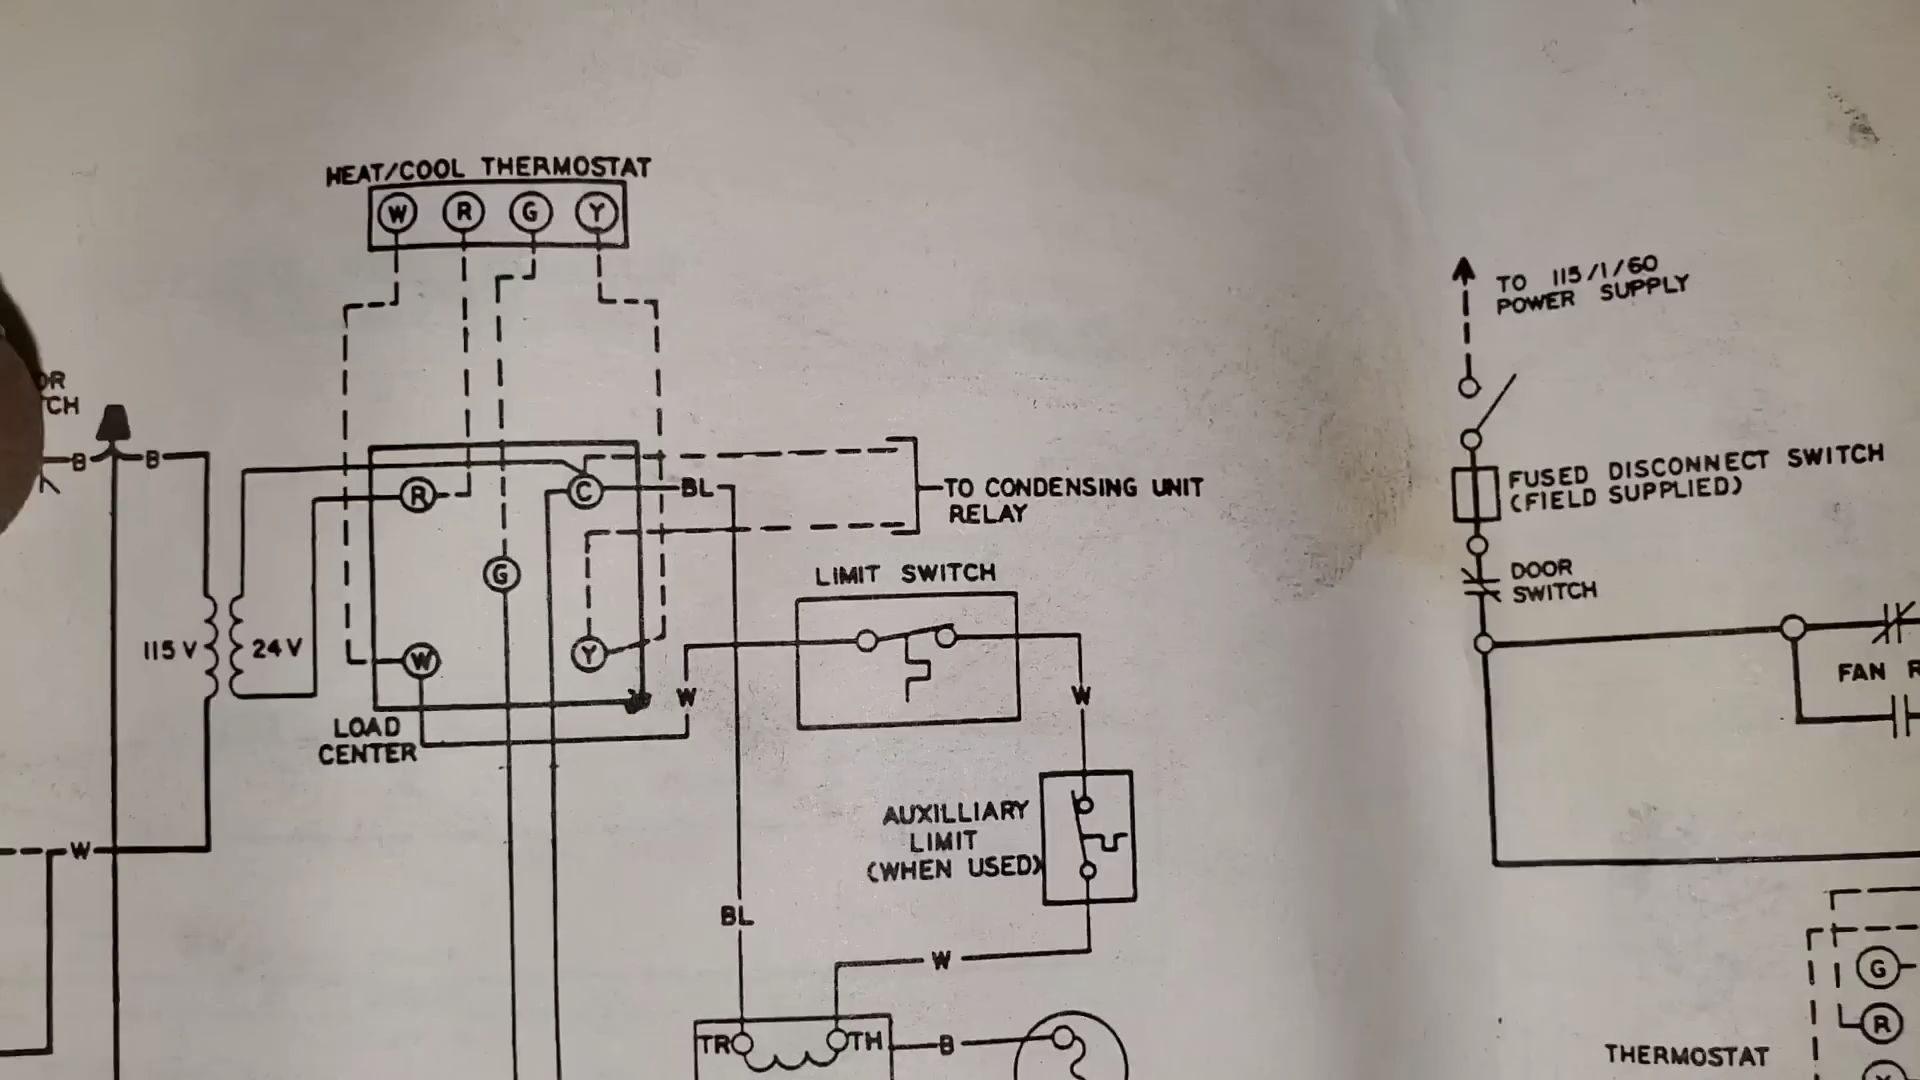 HEAT/COOL THERMOSTAT
W R G Y
TO 115/1/60
POWER SUPPLY
B B
R
C
BL
TO CONDENSING UNIT
RELAY
FUSED DISCONNECT SWITCH
(FIELD SUPPLIED)
G
LIMIT SWITCH
DOOR
SWITCH
115 V
24 V
W
Y
W
W
FAN
LOAD
CENTER
AUXILLIARY
LIMIT
(WHEN USED)
W
BL
W
G
R
TR
TH
B
THERMOSTAT